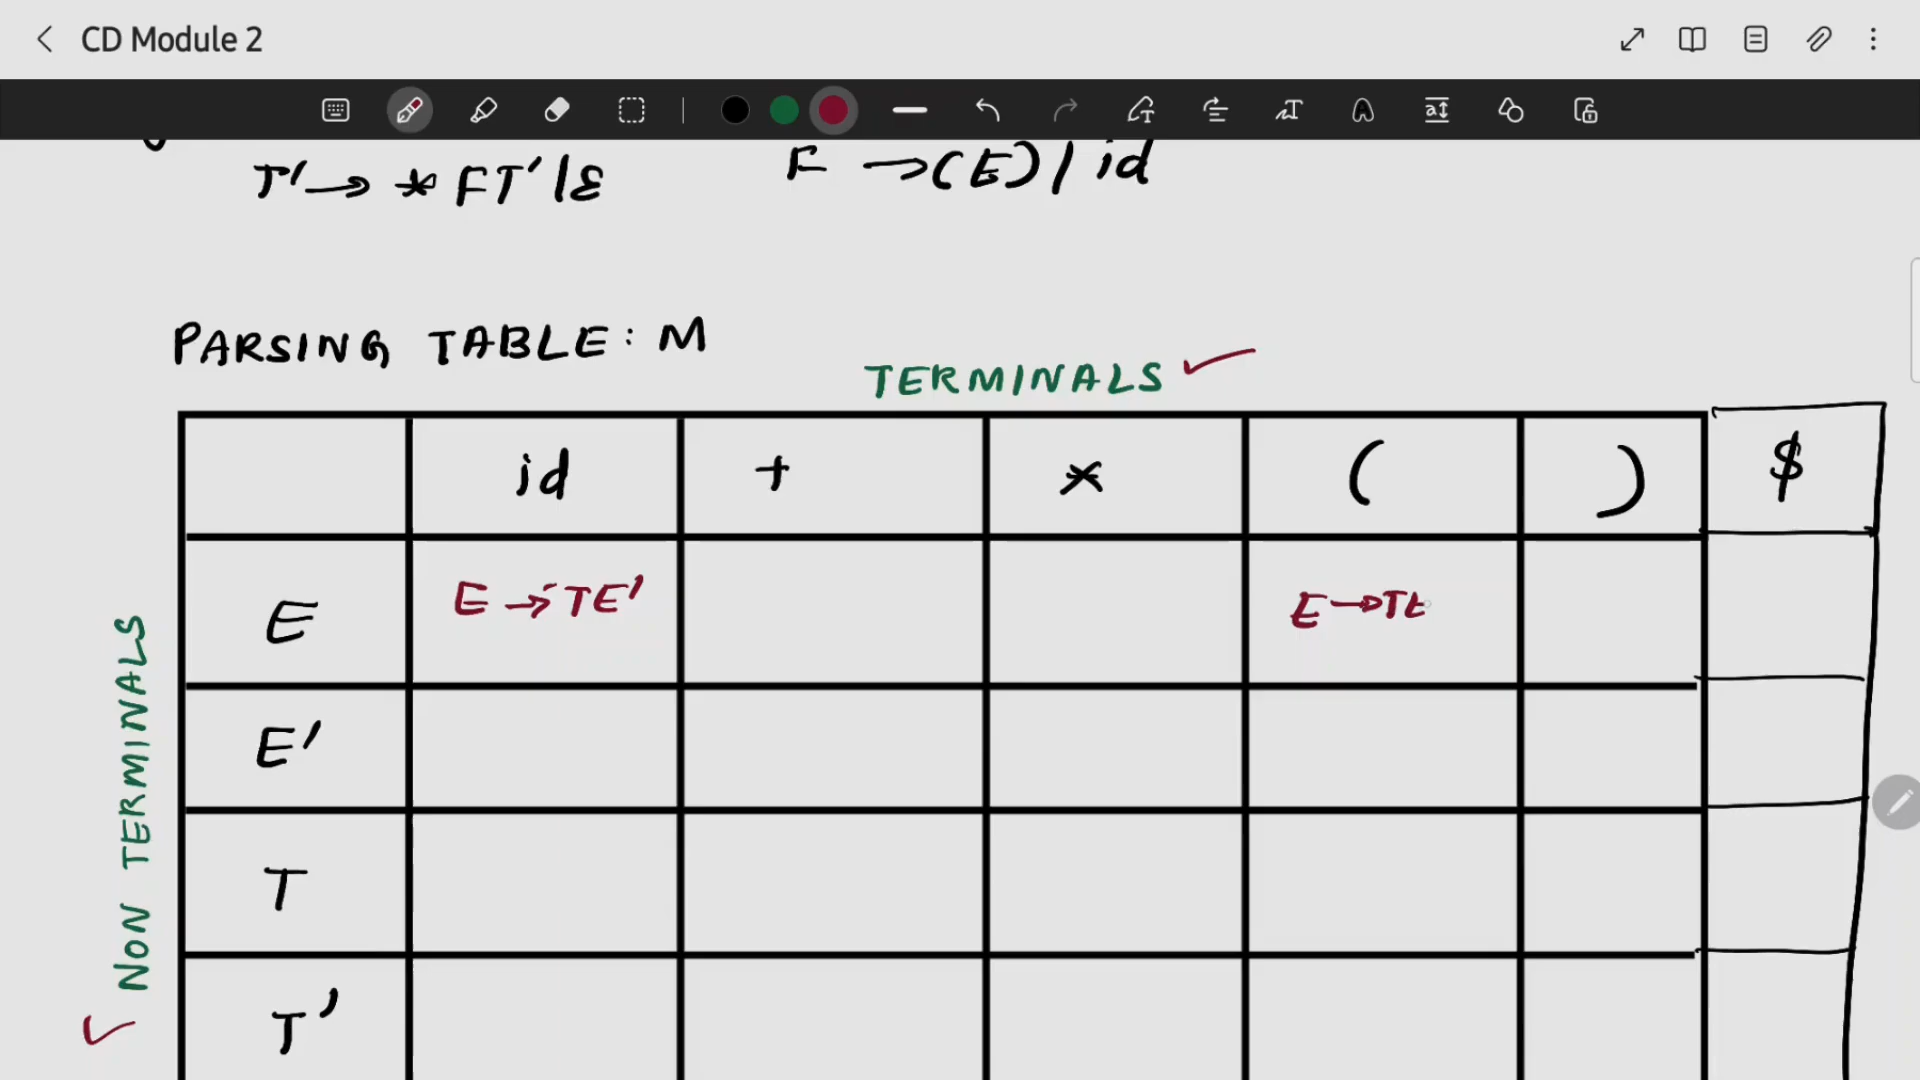 CD Module 2
T' → * FT' | ε
F → (E) | id
PARSING TABLE: M
TERMINALS
id + * ( ) $
E E → TE' E → TE
E'
T
T'
NON TERMINALS